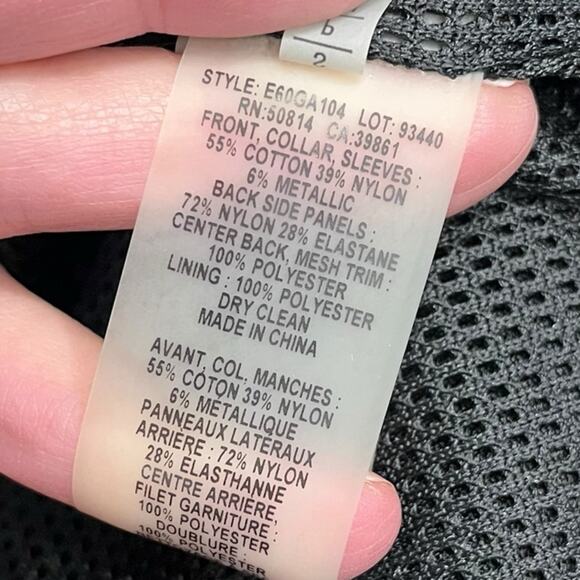 b
2
STYLE: E60GA104 LOT: 93440
RN:50814 CA:39861
FRONT, COLLAR, SLEEVES :
55% COTTON 39% NYLON
6% METALLIC
BACK SIDE PANELS :
72% NYLON 28% ELASTANE
CENTER BACK, MESH TRIM :
100% POLYESTER
LINING : 100% POLYESTER
DRY CLEAN
MADE IN CHINA
AVANT, COL, MANCHES :
55% COTON 39% NYLON
6% MÉTALLIQUE
PANNEAUX LATERAUX
ARRIERE : 72% NYLON
28% ELASTHANNE
CENTRE ARRIERE,
FILET GARNITURE :
100% POLYESTER
DOUBLURE :
100% POLYESTER